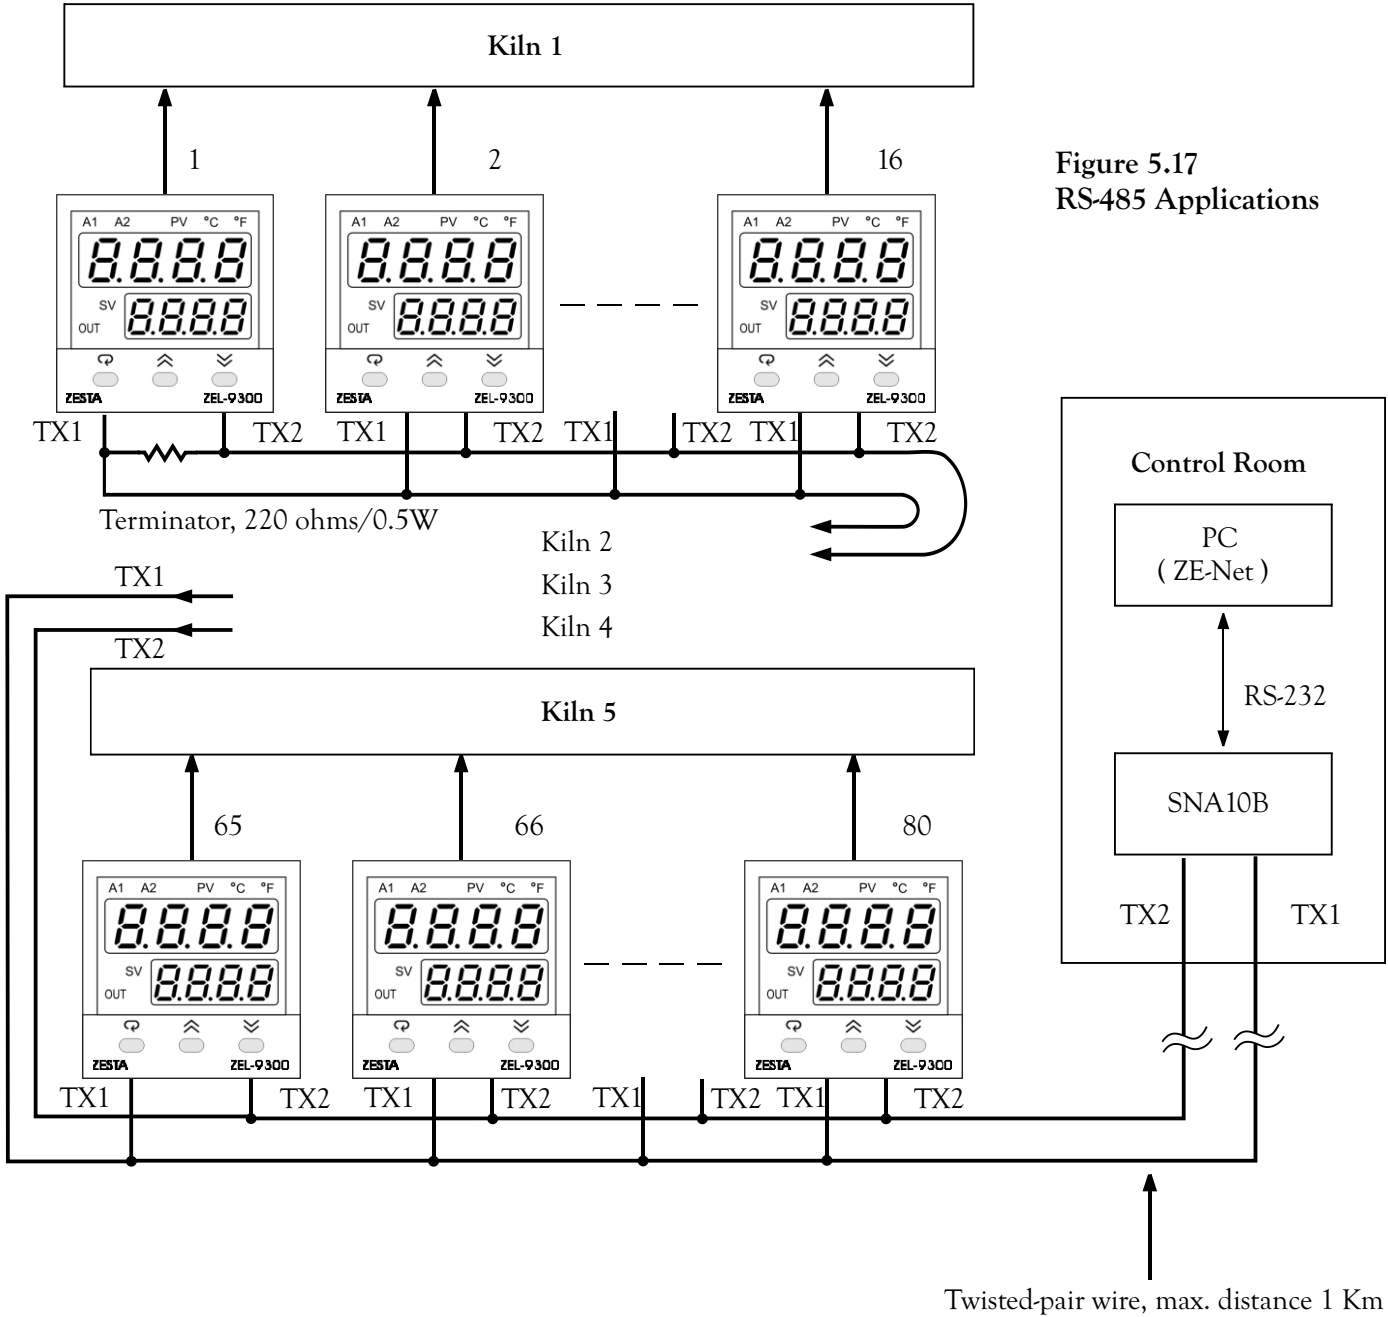 Kiln 1
1
2
16
Figure 5.17
RS-485 Applications
A1 A2 PV °C °F
8.8.8.8
SV
8.8.8.8
OUT
ZESTA ZEL-9300
A1 A2 PV °C °F
8.8.8.8
SV
8.8.8.8
OUT
ZESTA ZEL-9300
A1 A2 PV °C °F
8.8.8.8
SV
8.8.8.8
OUT
ZESTA ZEL-9300
TX1 TX2 TX1 TX2 TX1 TX2 TX1 TX2
Terminator, 220 ohms/0.5W
Kiln 2
Kiln 3
Kiln 4
TX1
TX2
Control Room
PC
( ZE-Net )
RS-232
SNA10B
TX2 TX1
Kiln 5
65
66
80
A1 A2 PV °C °F
8.8.8.8
SV
8.8.8.8
OUT
ZESTA ZEL-9300
A1 A2 PV °C °F
8.8.8.8
SV
8.8.8.8
OUT
ZESTA ZEL-9300
A1 A2 PV °C °F
8.8.8.8
SV
8.8.8.8
OUT
ZESTA ZEL-9300
TX1 TX2 TX1 TX2 TX1 TX2 TX1 TX2
Twisted-pair wire, max. distance 1 Km